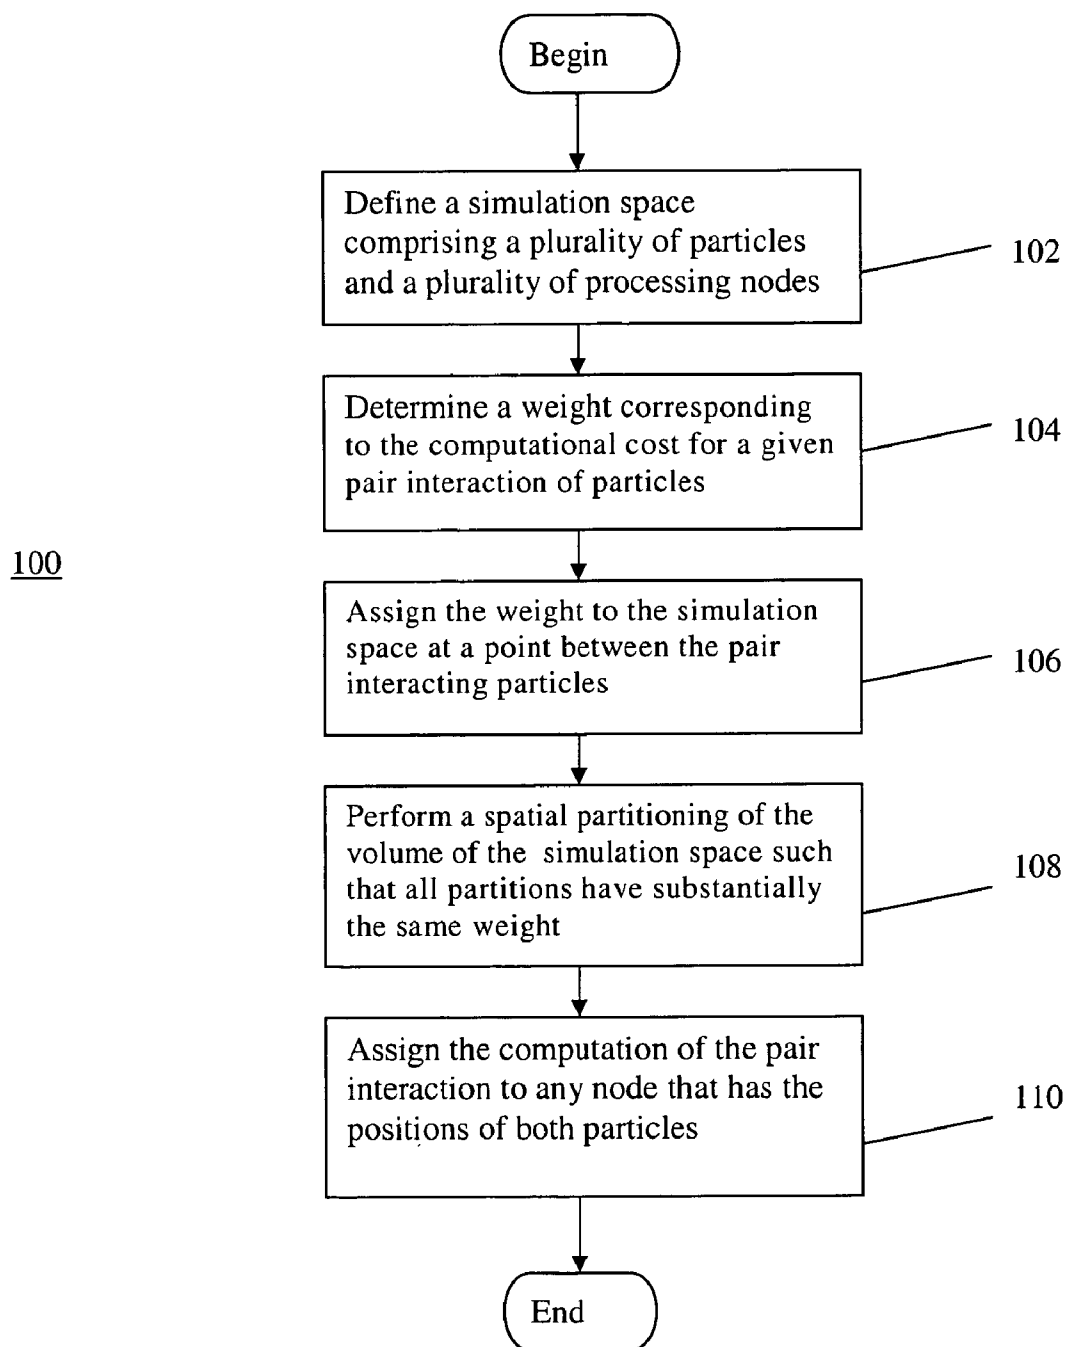 Begin
Define a simulation space
comprising a plurality of particles
and a plurality of processing nodes
102
Determine a weight corresponding
to the computational cost for a given
pair interaction of particles
104
100
Assign the weight to the simulation
space at a point between the pair
interacting particles
106
Perform a spatial partitioning of the
volume of the simulation space such
that all partitions have substantially
the same weight
108
Assign the computation of the pair
interaction to any node that has the
positions of both particles
110
End